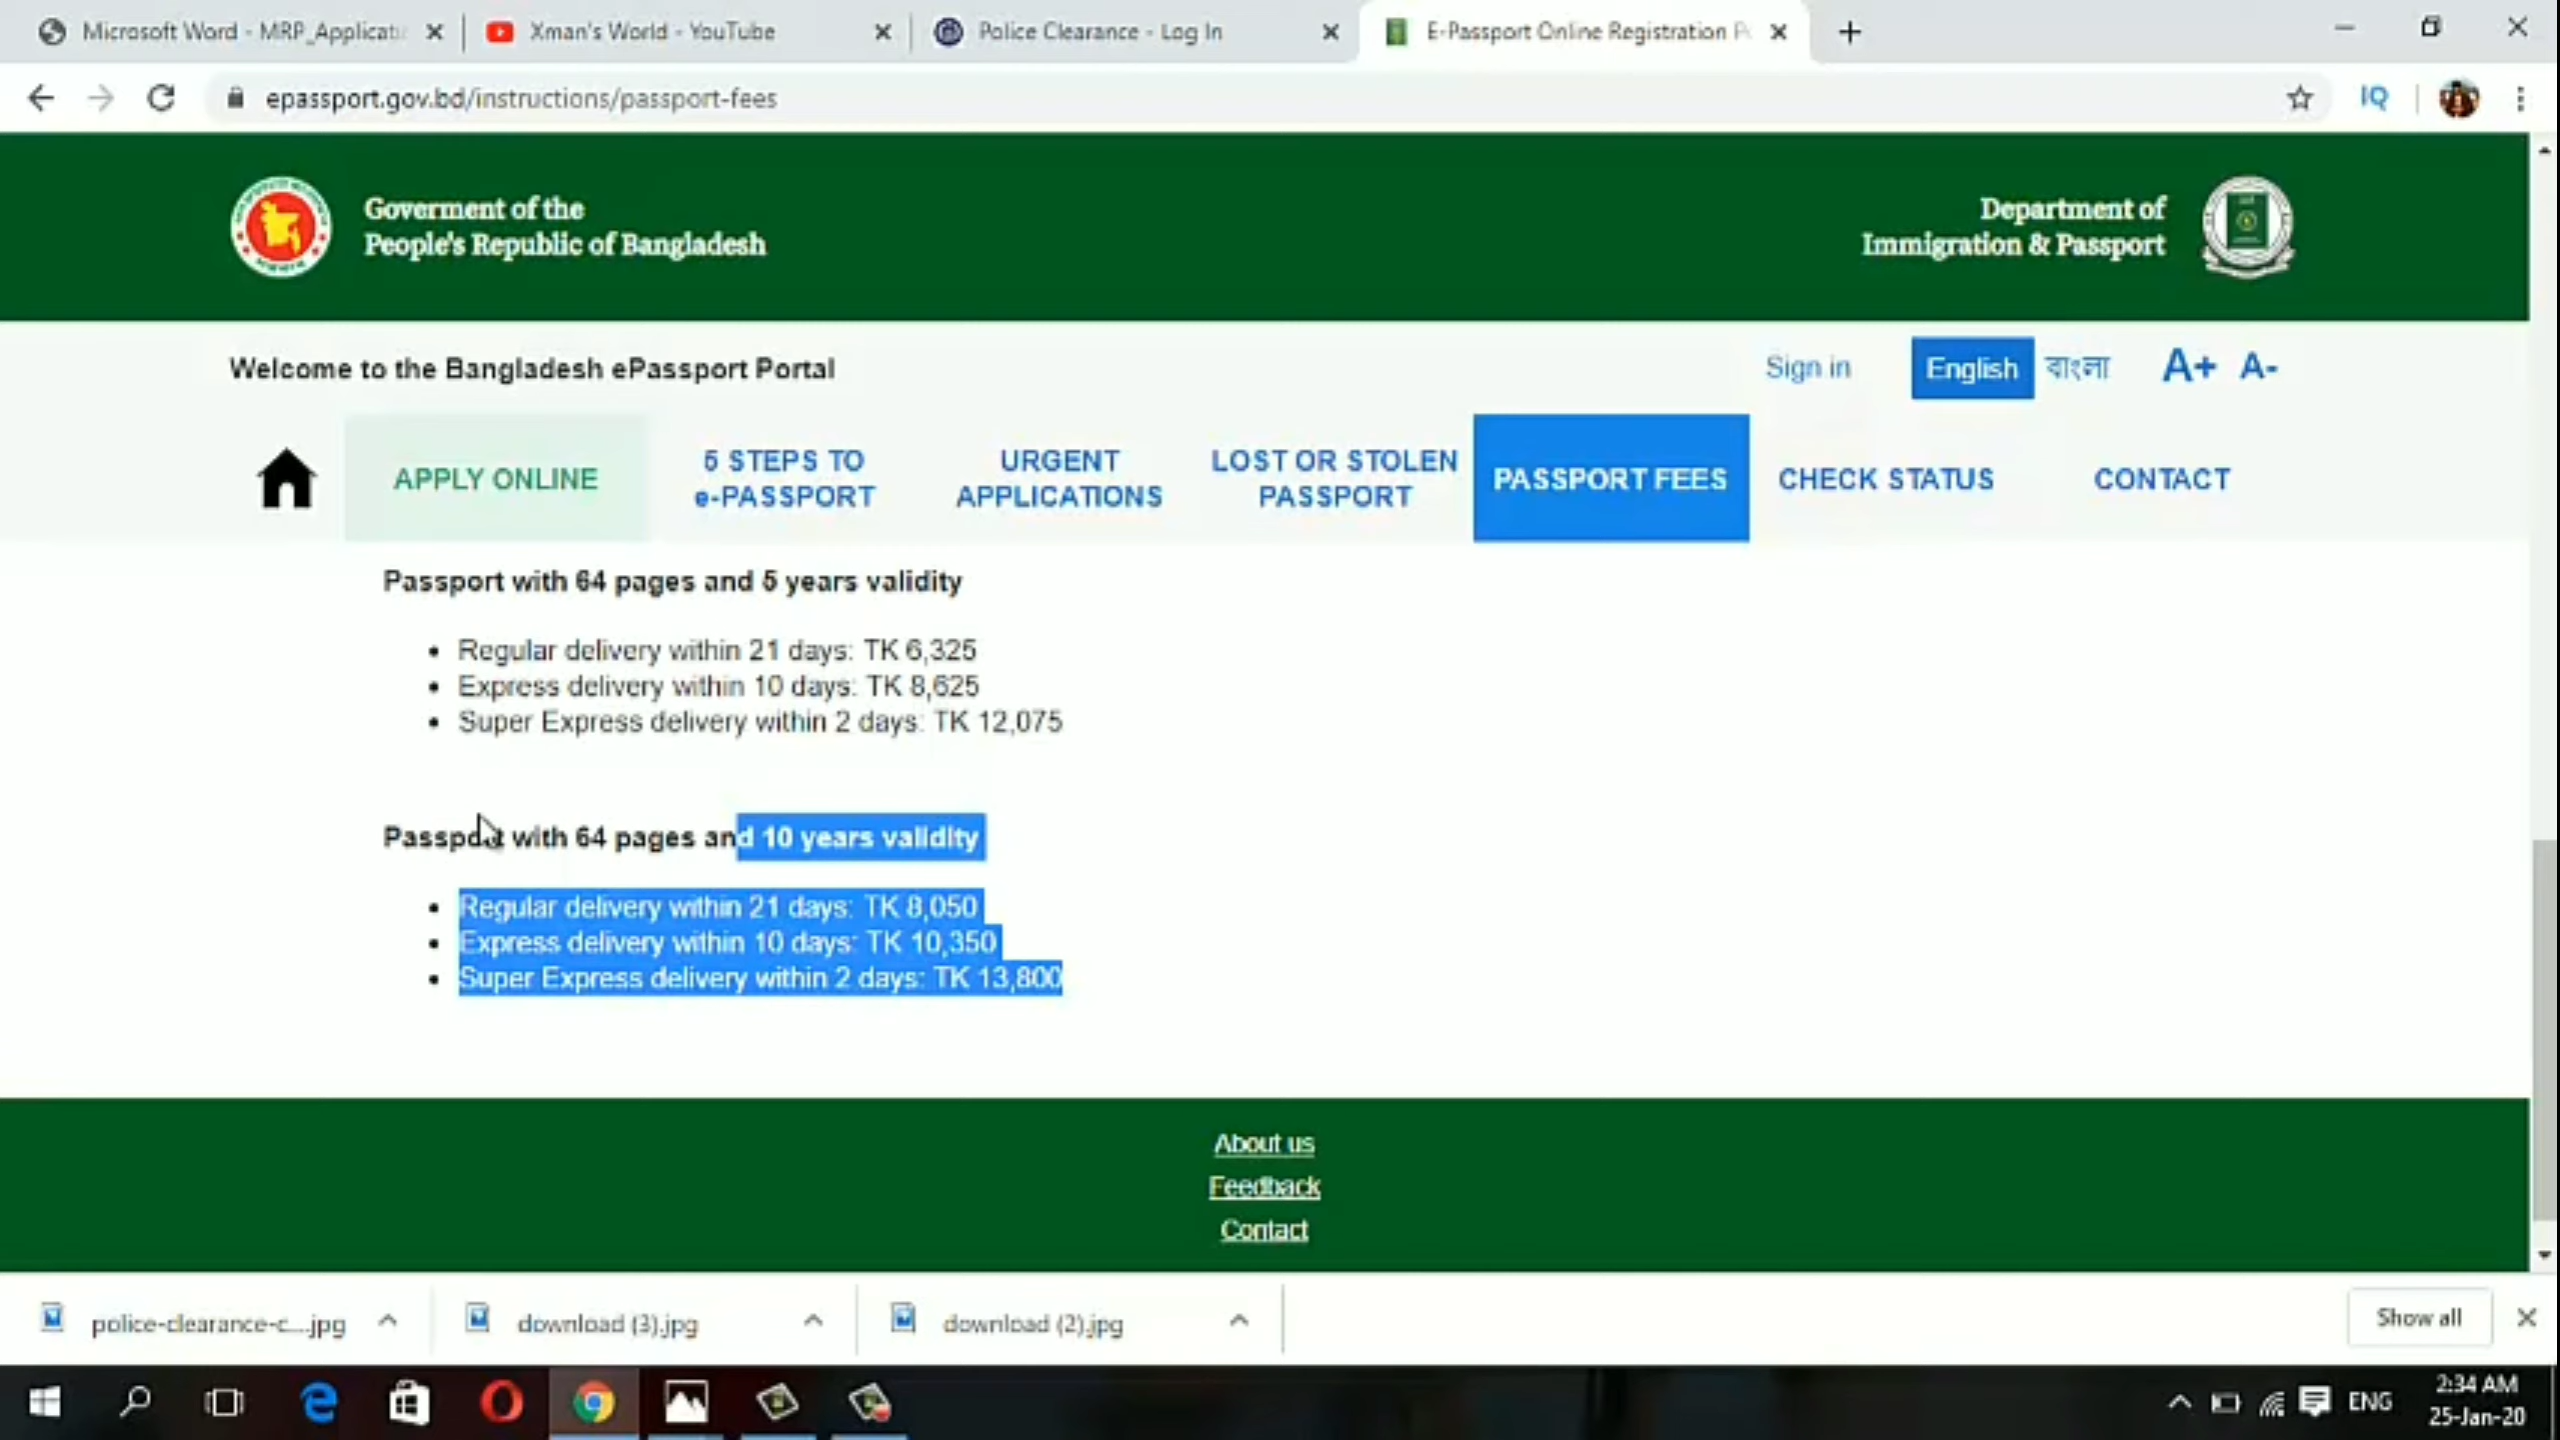 Microsoft Word - MRP_Applicatio
Xman's World - YouTube
Police Clearance - Log In
E-Passport Online Registration P
epassport.gov.bd/instructions/passport-fees
IQ
Goverment of the
People's Republic of Bangladesh
Department of
Immigration & Passport
Welcome to the Bangladesh ePassport Portal
Sign in
English
বাংলা
A+ A-
APPLY ONLINE
5 STEPS TO
e-PASSPORT
URGENT
APPLICATIONS
LOST OR STOLEN
PASSPORT
PASSPORT FEES
CHECK STATUS
CONTACT
Passport with 64 pages and 5 years validity
• Regular delivery within 21 days: TK 6,325
• Express delivery within 10 days: TK 8,625
• Super Express delivery within 2 days: TK 12,075
Passport with 64 pages and 10 years validity
• Regular delivery within 21 days: TK 8,050
• Express delivery within 10 days: TK 10,350
• Super Express delivery within 2 days: TK 13,800
About us
Feedback
Contact
police-clearance-c....jpg
download (3).jpg
download (2).jpg
Show all
ENG
2:34 AM
25-Jan-20